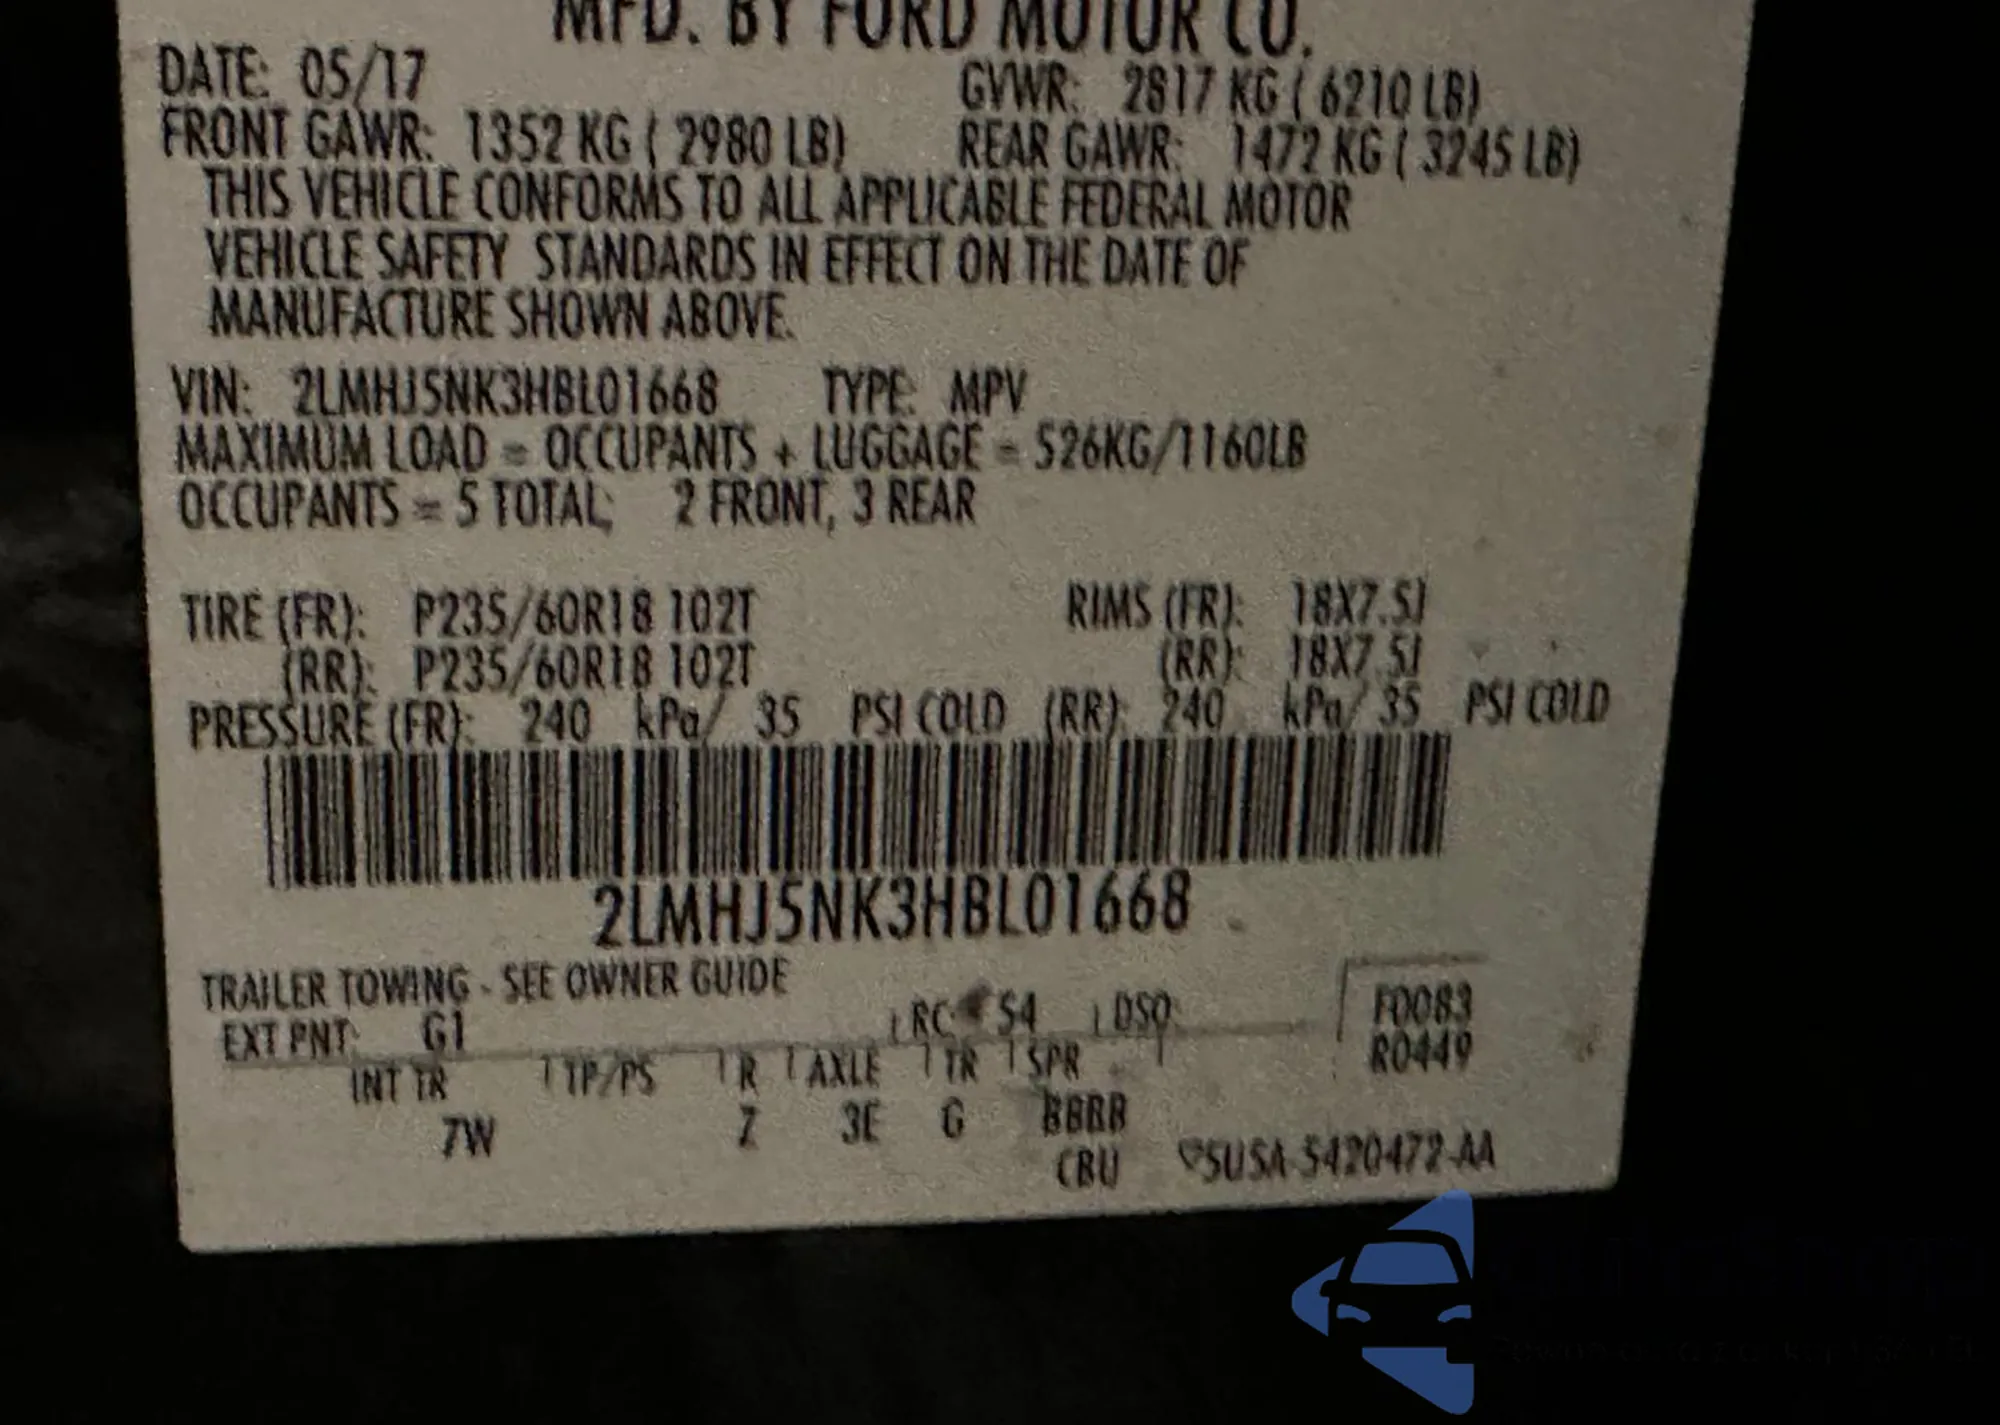 MFD. BY FORD MOTOR CO.
DATE: 05/17 GVWR: 2817 KG ( 6210 LB)
FRONT GAWR: 1352 KG ( 2980 LB) REAR GAWR: 1472 KG ( 3245 LB)
THIS VEHICLE CONFORMS TO ALL APPLICABLE FEDERAL MOTOR
VEHICLE SAFETY STANDARDS IN EFFECT ON THE DATE OF
MANUFACTURE SHOWN ABOVE.
VIN: 2LMHJ5NK3HBL01668 TYPE: MPV
MAXIMUM LOAD = OCCUPANTS + LUGGAGE = 526KG/1160LB
OCCUPANTS = 5 TOTAL; 2 FRONT, 3 REAR
TIRE (FR): P235/60R18 102T RIMS (FR): 18X7.5J
(RR): P235/60R18 102T (RR): 18X7.5J
PRESSURE (FR): 240 kPa/ 35 PSI COLD (RR): 240 kPa/ 35 PSI COLD
2LMHJ5NK3HBL01668
TRAILER TOWING - SEE OWNER GUIDE
EXT PNT: G1 RC: 54 DSO: F0083
R0449
INT TR TP/PS R AXLE TR SPR
7W Z 3E G BBBB
CBU SUSA-5420472-AA